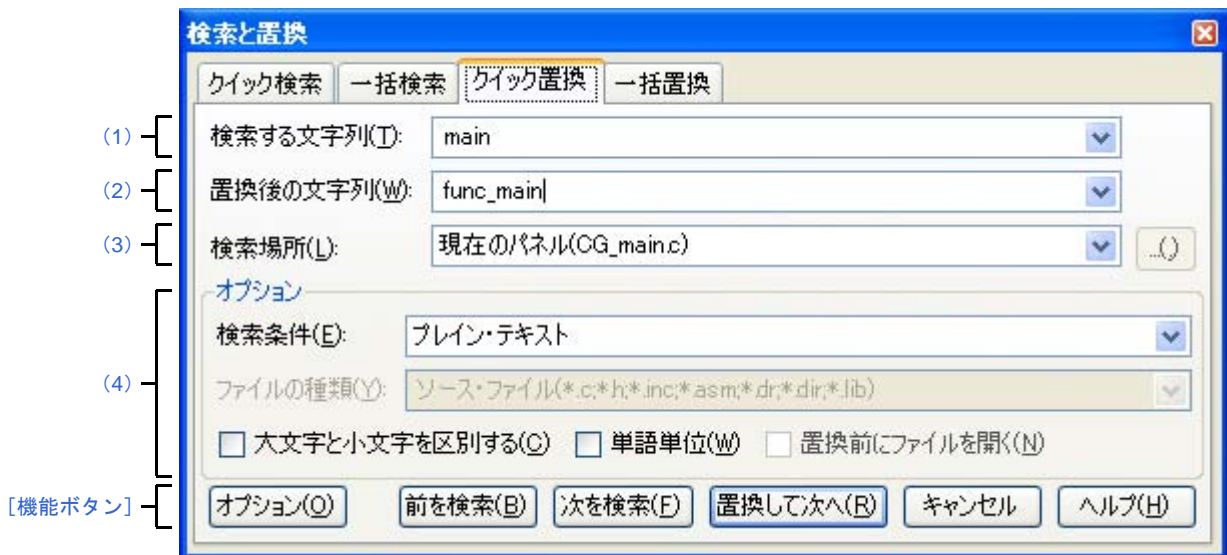 検索と置換
クイック検索 一括検索 クイック置換 一括置換
(1) 検索する文字列(T): main
(2) 置換後の文字列(W): func_main
(3) 検索場所(L): 現在のパネル(CG_main.c) ...()
オプション
検索条件(E): プレイン・テキスト
(4) ファイルの種類(Y): ソース・ファイル(*.c;*.h;*.inc;*.asm;*.dr;*.dir;*.lib)
大文字と小文字を区別する(C) 単語単位(W) 置換前にファイルを開く(N)
[機能ボタン] オプション(O) 前を検索(B) 次を検索(F) 置換して次へ(R) キャンセル ヘルプ(H)